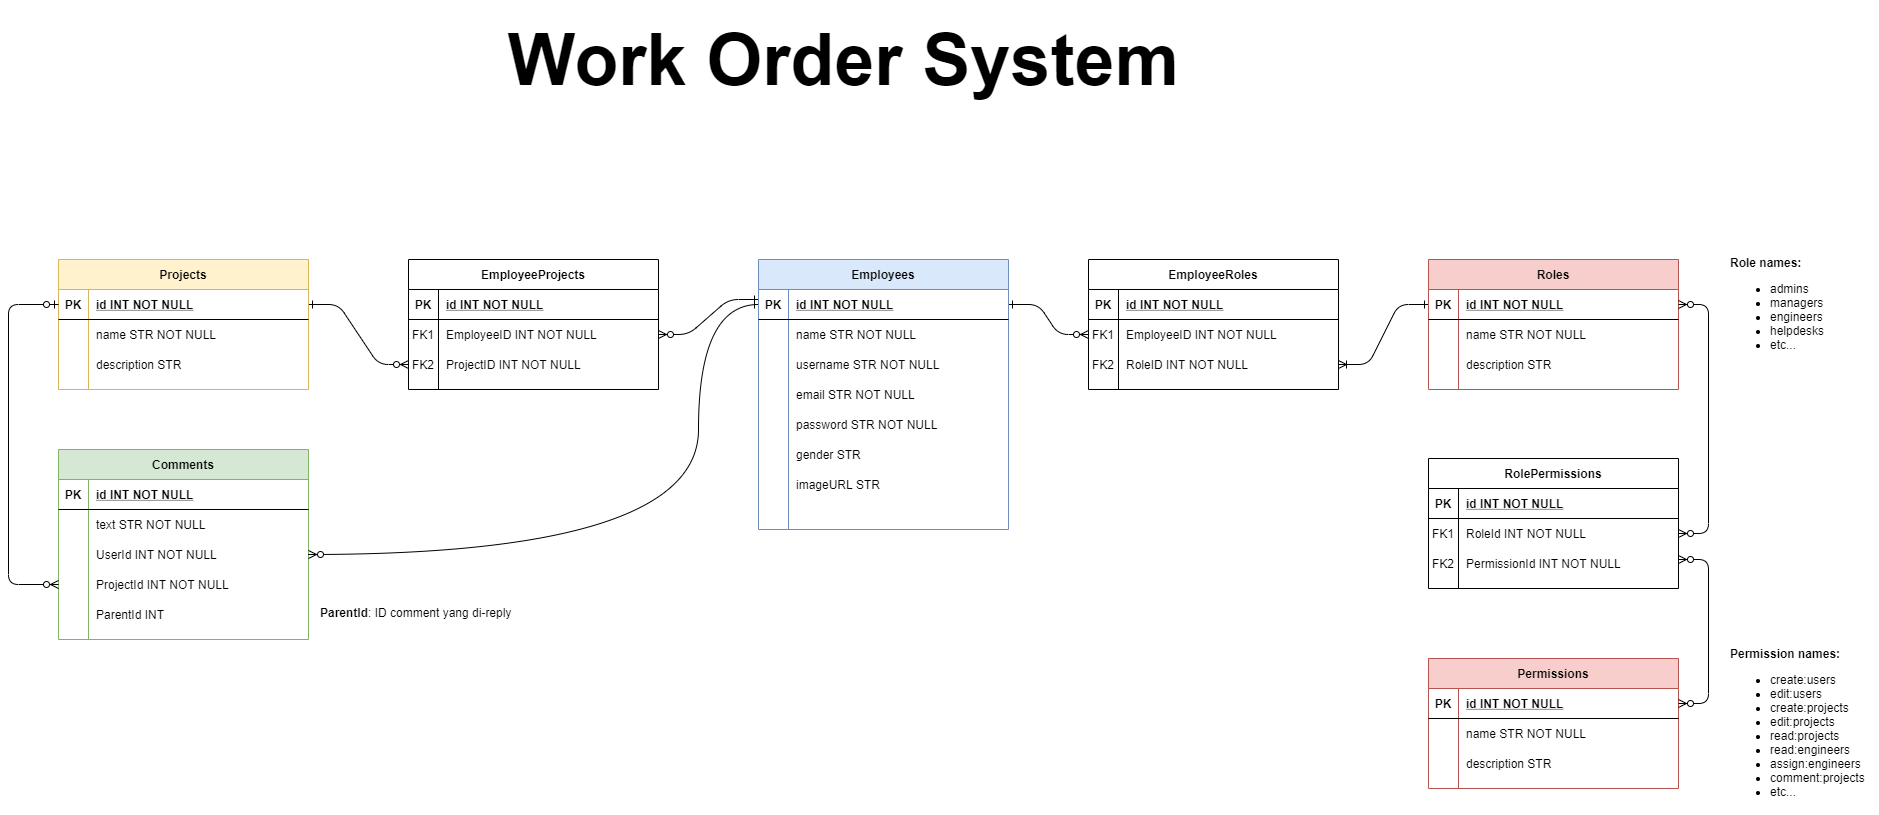 Work Order System
Projects
PK id INT NOT NULL
name STR NOT NULL
description STR
EmployeeProjects
PK id INT NOT NULL
FK1 EmployeeID INT NOT NULL
FK2 ProjectID INT NOT NULL
Employees
PK id INT NOT NULL
name STR NOT NULL
username STR NOT NULL
email STR NOT NULL
password STR NOT NULL
gender STR
imageURL STR
EmployeeRoles
PK id INT NOT NULL
FK1 EmployeeID INT NOT NULL
FK2 RoleID INT NOT NULL
Roles
PK id INT NOT NULL
name STR NOT NULL
description STR
Role names:
• admins
• managers
• engineers
• helpdesks
• etc...
Comments
PK id INT NOT NULL
text STR NOT NULL
UserId INT NOT NULL
ProjectId INT NOT NULL
ParentId INT
ParentId: ID comment yang di-reply
RolePermissions
PK id INT NOT NULL
FK1 RoleId INT NOT NULL
FK2 PermissionId INT NOT NULL
Permissions
PK id INT NOT NULL
name STR NOT NULL
description STR
Permission names:
• create:users
• edit:users
• create:projects
• edit:projects
• read:projects
• read:engineers
• assign:engineers
• comment:projects
• etc...